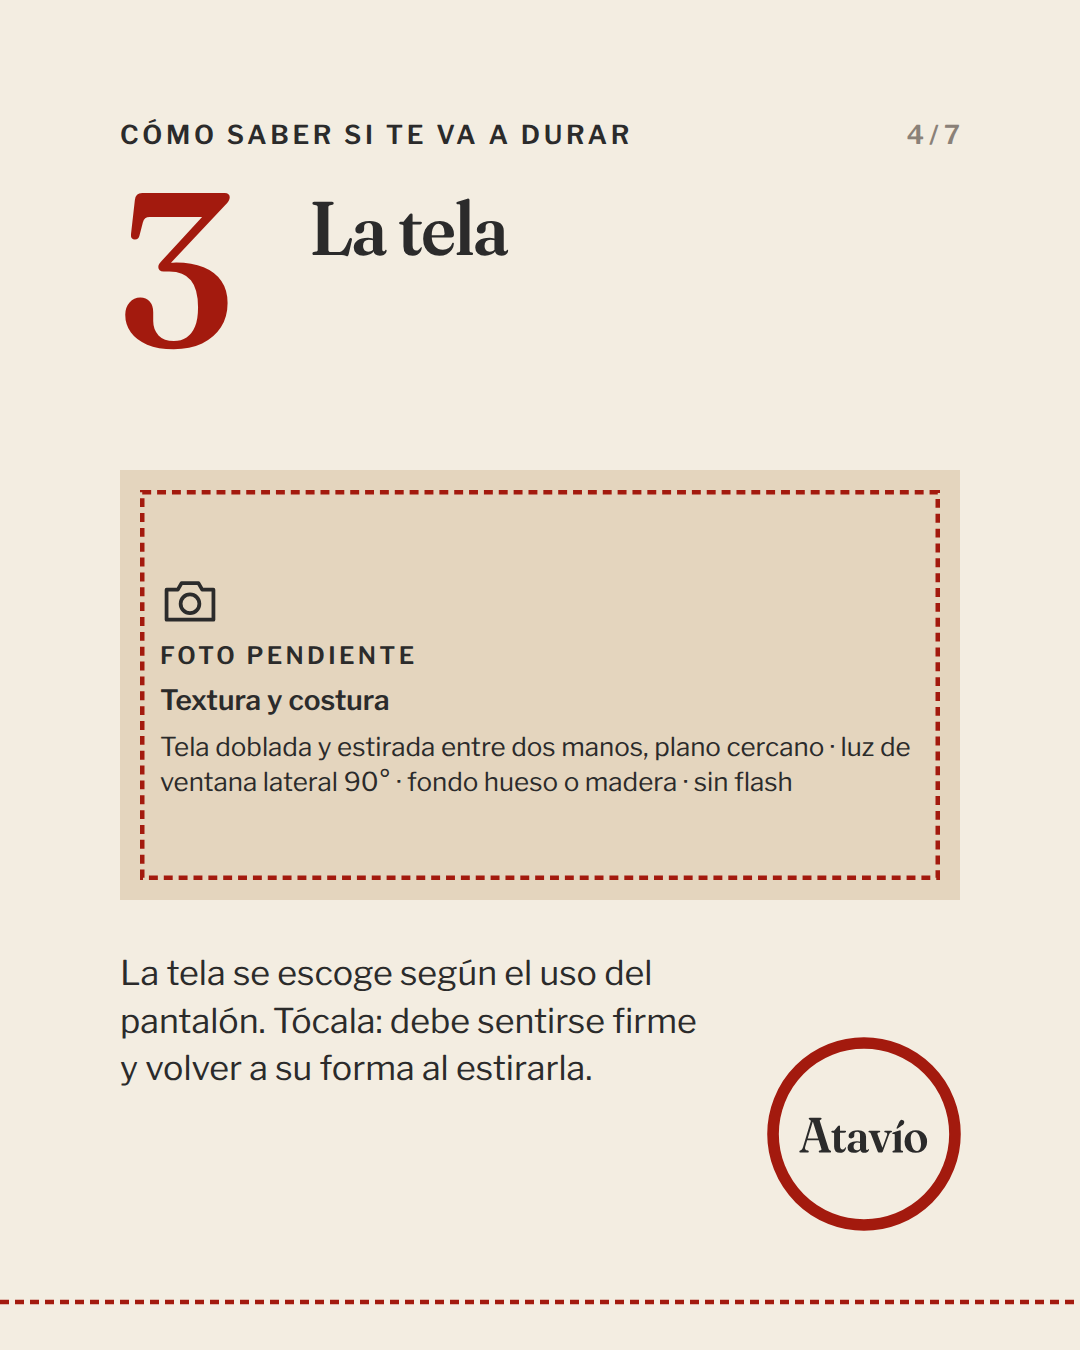 CÓMO SABER SI TE VA A DURAR
4/7
3
La tela
FOTO PENDIENTE
Textura y costura
Tela doblada y estirada entre dos manos, plano cercano · luz de
ventana lateral 90° · fondo hueso o madera · sin flash
La tela se escoge según el uso del
pantalón. Tócala: debe sentirse firme
y volver a su forma al estirarla.
Atavío